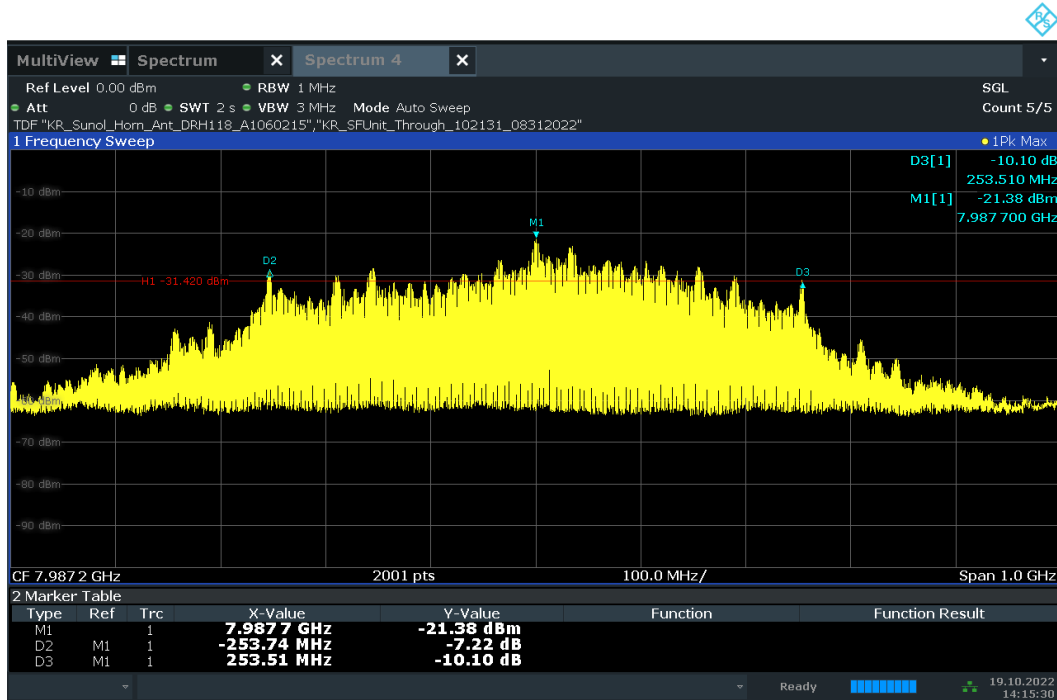 R&S
MultiView Spectrum X Spectrum 4 X
Ref Level 0.00 dBm RBW 1 MHz SGL
Att 0 dB SWT 2 s VBW 3 MHz Mode Auto Sweep Count 5/5
TDF "KR_Sunol_Horn_Ant_DRH118_A1060215","KR_SFUnit_Through_102131_08312022"
1 Frequency Sweep 1Pk Max
D3[1] -10.10 dB
253.510 MHz
-10 dBm
M1[1] -21.38 dBm
7.987 700 GHz
M1
-20 dBm
D2
D3
-30 dBm
H1 -31.420 dBm
-40 dBm
-50 dBm
-60 dBm
-70 dBm
-80 dBm
-90 dBm
CF 7.987 2 GHz 2001 pts 100.0 MHz/ Span 1.0 GHz
2 Marker Table
Type Ref Trc X-Value Y-Value Function Function Result
M1 1 7.9877 GHz -21.38 dBm
D2 M1 1 -253.74 MHz -7.22 dB
D3 M1 1 253.51 MHz -10.10 dB
Ready 19.10.2022
14:15:30